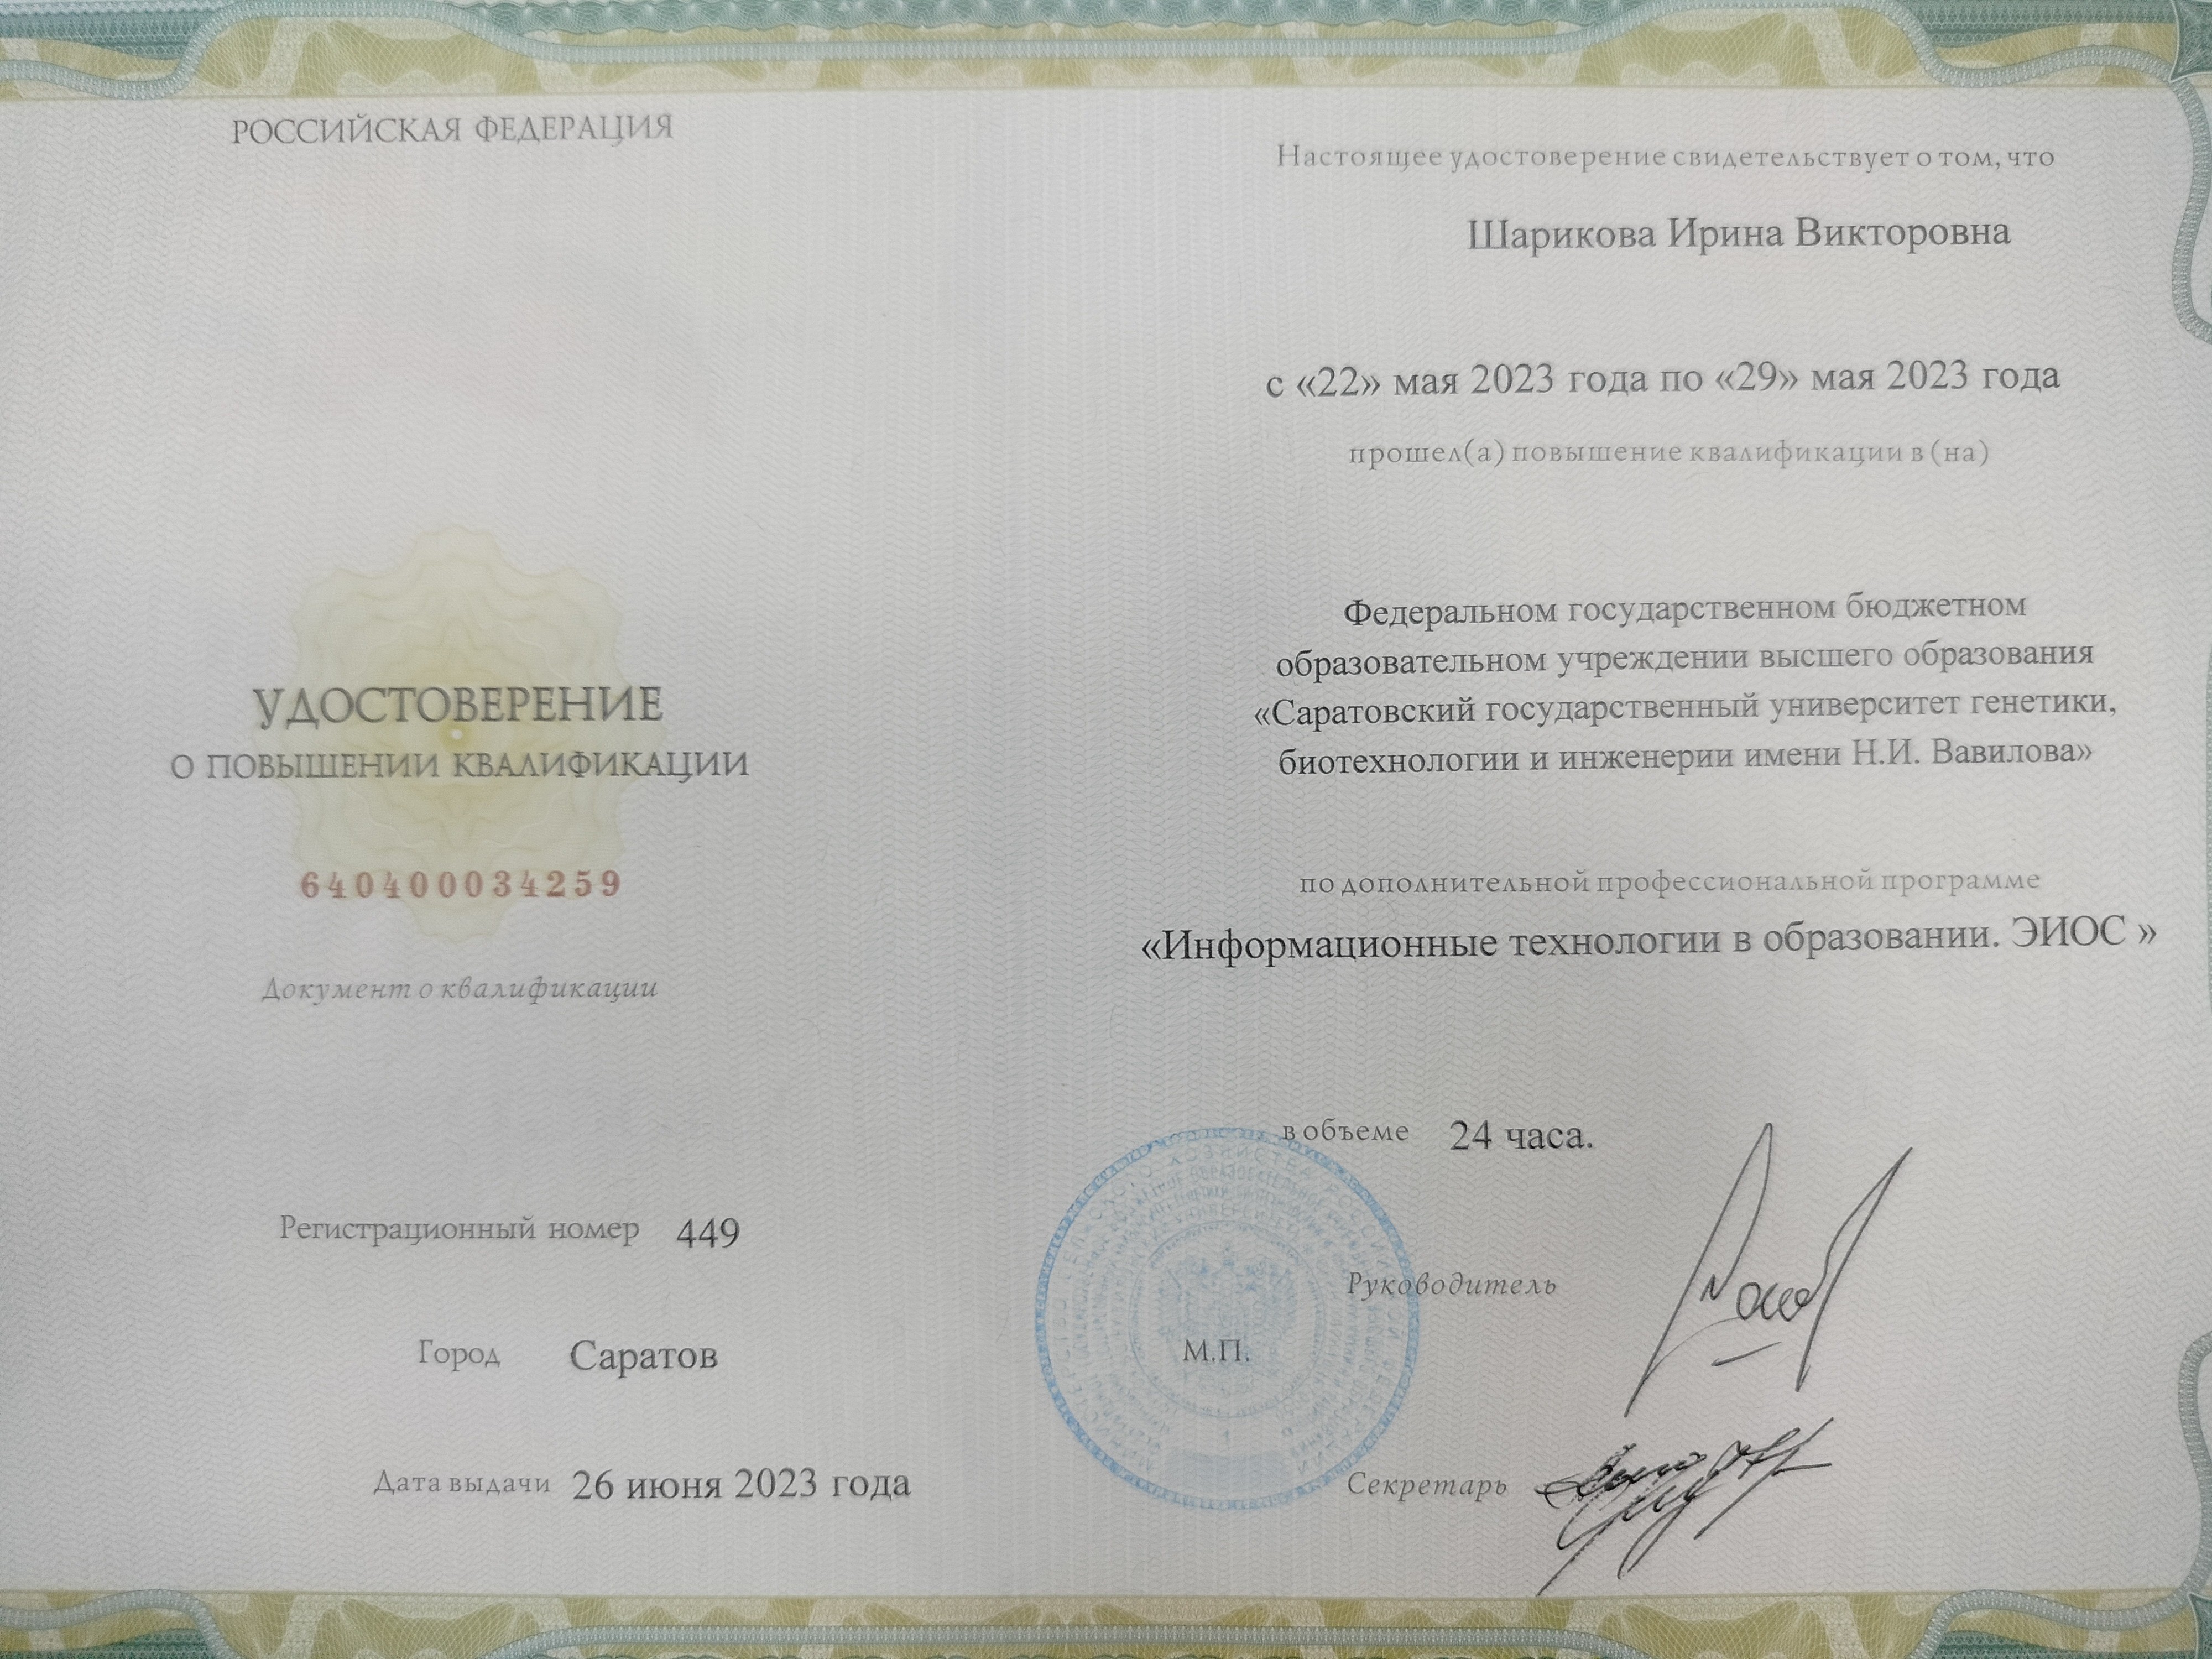 РОССИЙСКАЯ ФЕДЕРАЦИЯ
УДОСТОВЕРЕНИЕ
О ПОВЫШЕНИИ КВАЛИФИКАЦИИ
640400034259
Документ о квалификации
Регистрационный номер 449
Город Саратов
Дата выдачи 26 июня 2023 года
Настоящее удостоверение свидетельствует о том, что
Шарикова Ирина Викторовна
с «22» мая 2023 года по «29» мая 2023 года
прошел(а) повышение квалификации в (на)
Федеральном государственном бюджетном
образовательном учреждении высшего образования
«Саратовский государственный университет генетики,
биотехнологии и инженерии имени Н.И. Вавилова»
по дополнительной профессиональной программе
«Информационные технологии в образовании. ЭИОС »
в объеме 24 часа.
Руководитель
М.П.
Секретарь